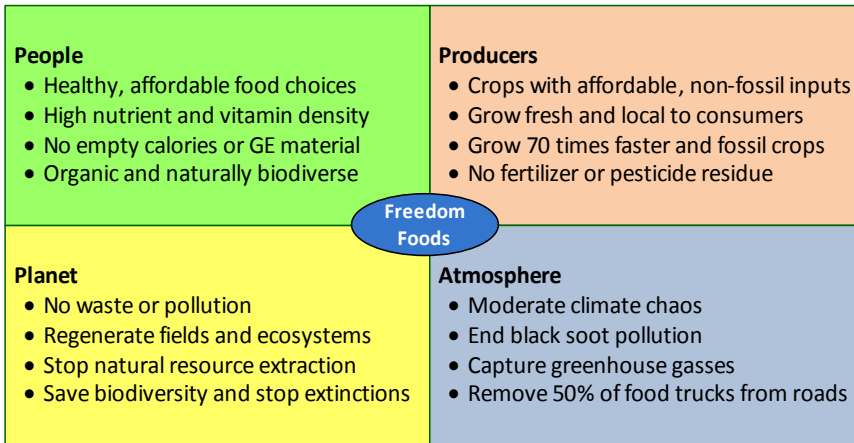 People
• Healthy, affordable food choices
• High nutrient and vitamin density
• No empty calories or GE material
• Organic and naturally biodiverse
Producers
• Crops with affordable, non-fossil inputs
• Grow fresh and local to consumers
• Grow 70 times faster and fossil crops
• No fertilizer or pesticide residue
Freedom
Foods
Planet
• No waste or pollution
• Regenerate fields and ecosystems
• Stop natural resource extraction
• Save biodiversity and stop extinctions
Atmosphere
• Moderate climate chaos
• End black soot pollution
• Capture greenhouse gasses
• Remove 50% of food trucks from roads